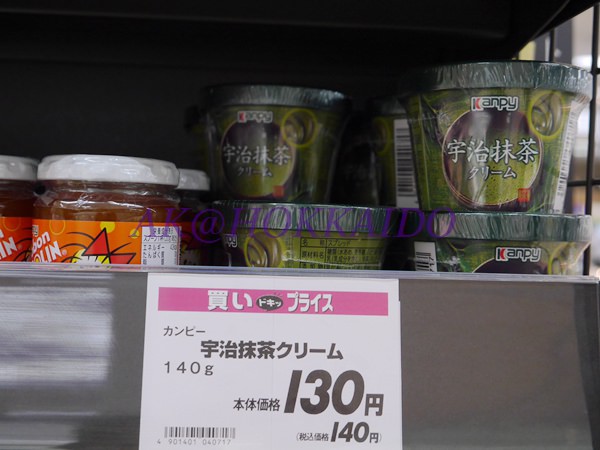 Kanpy
宇治抹茶
クリーム
Kanpy
宇治抹茶
クリーム
AK@HOKKAIDO
Kanpy
買いドキップライス
カンピー
宇治抹茶クリーム
140g
本体価格 130円
(税込価格 140円)
4 901401 040717